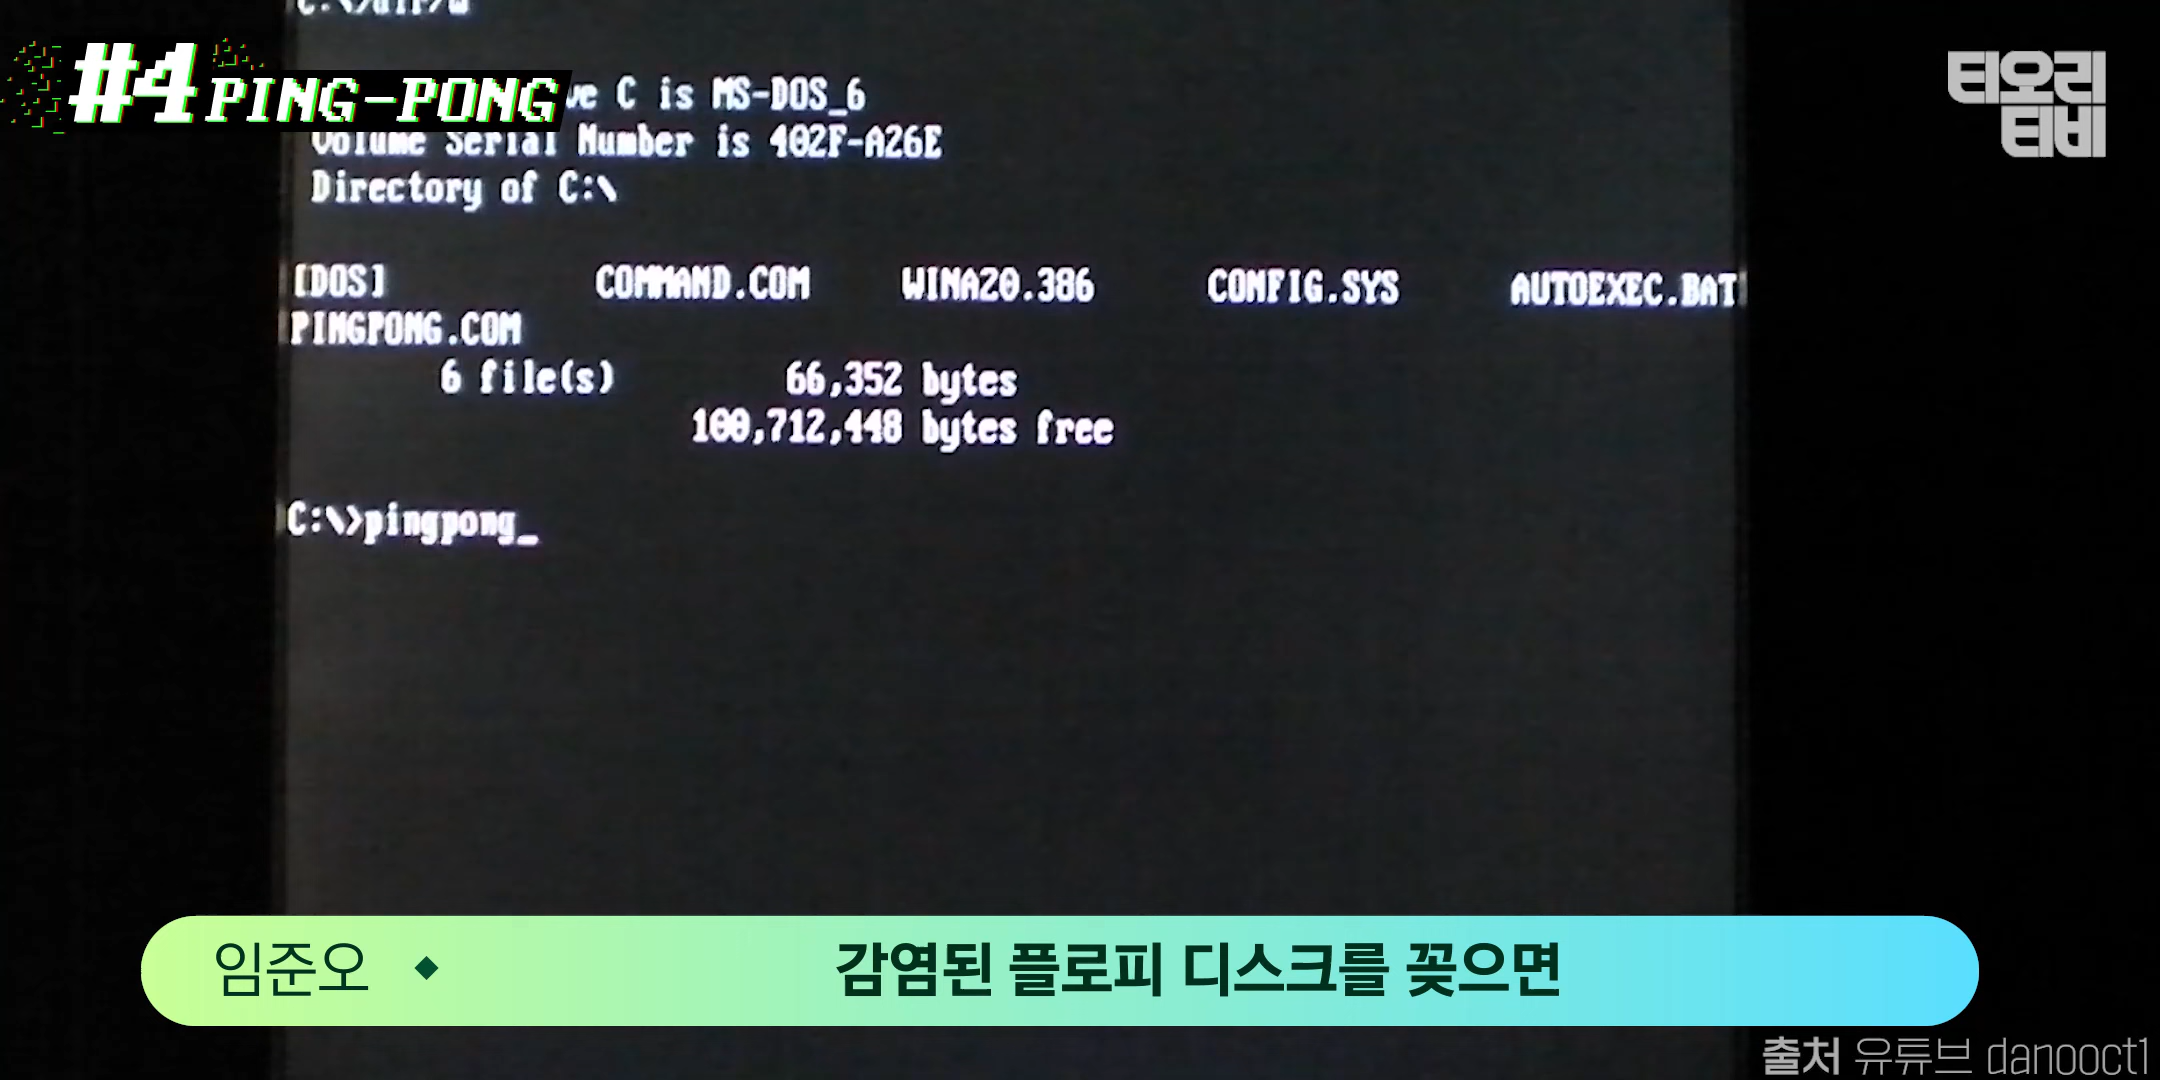 #4 PING-PONG
티오리
티비
C:\>dir/w
ve C is MS-DOS_6
Volume Serial Number is 402F-A26E
Directory of C:\
[DOS] COMMAND.COM WINA20.386 CONFIG.SYS AUTOEXEC.BAT
PINGPONG.COM
6 file(s) 66,352 bytes
100,712,448 bytes free
C:\>pingpong_
임준오 ◆ 감염된 플로피 디스크를 꽂으면
출처 유튜브 danooct1